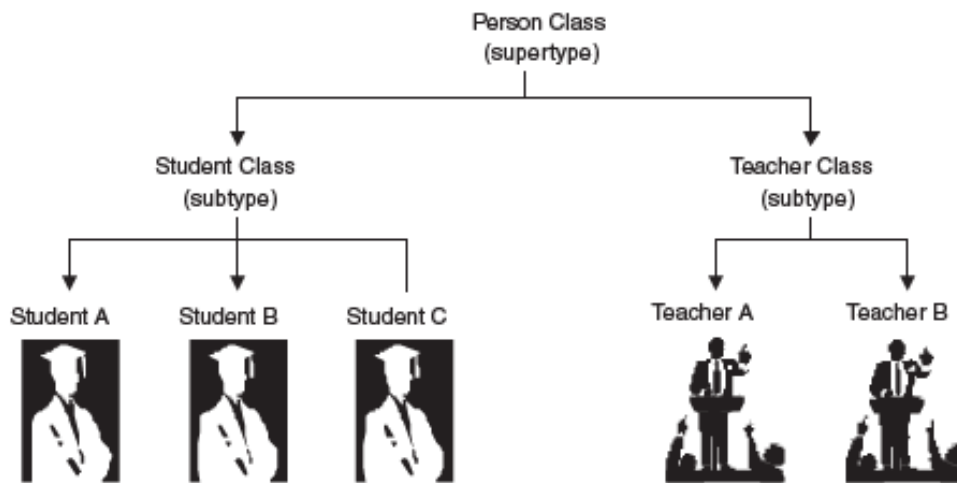 Person Class
(supertype)
Student Class
(subtype)
Teacher Class
(subtype)
Student A
Student B
Student C
Teacher A
Teacher B